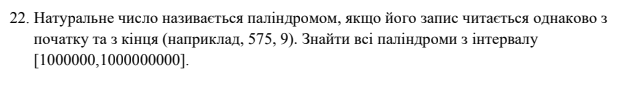 22. Натуральне число називається паліндромом, якщо його запис читається однаково з
початку та з кінця (наприклад, 575, 9). Знайти всі паліндроми з інтервалу
[1000000,1000000000].